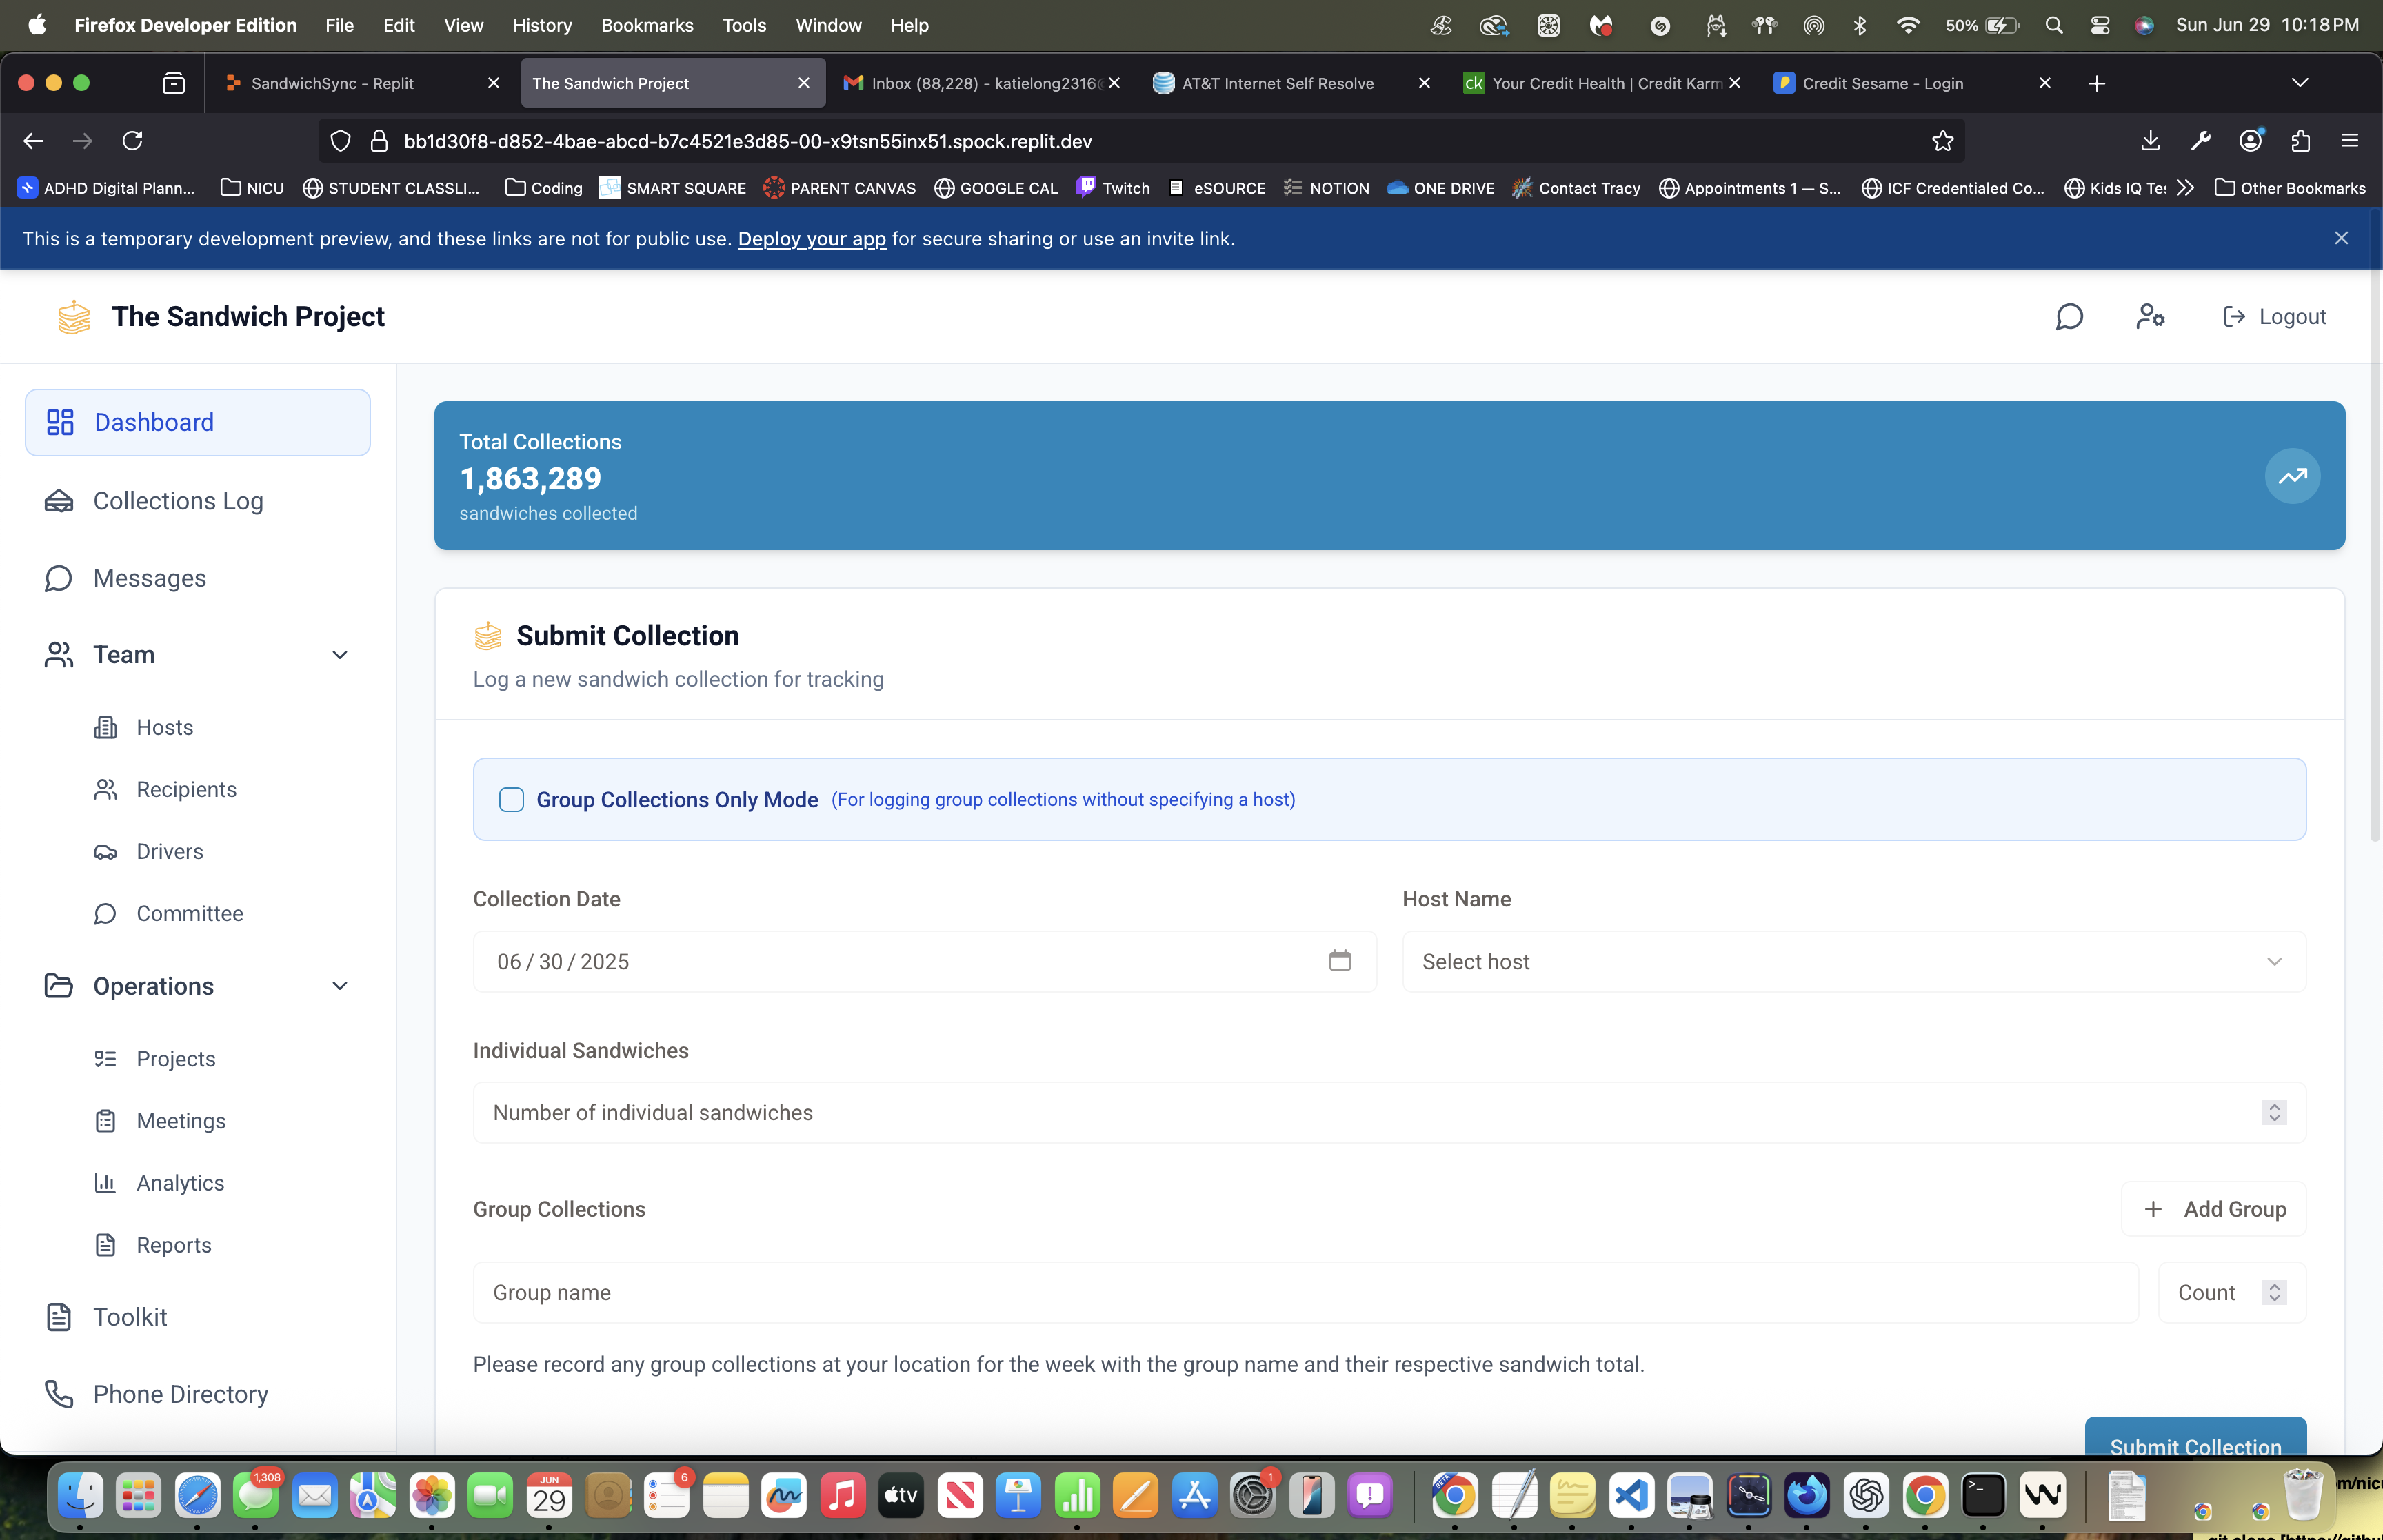 Firefox Developer Edition File Edit View History Bookmarks Tools Window Help 50% Sun Jun 29 10:18 PM
SandwichSync - Replit The Sandwich Project Inbox (88,228) - katielong2316@ AT&T Internet Self Resolve ck Your Credit Health | Credit Karm Credit Sesame - Login
bb1d30f8-d852-4bae-abcd-b7c4521e3d85-00-x9tsn55inx51.spock.replit.dev
ADHD Digital Plann... NICU STUDENT CLASSLI... Coding SMART SQUARE PARENT CANVAS GOOGLE CAL Twitch eSOURCE NOTION ONE DRIVE Contact Tracy Appointments 1 — S... ICF Credentialed Co... Kids IQ Tes Other Bookmarks
This is a temporary development preview, and these links are not for public use. Deploy your app for secure sharing or use an invite link.
The Sandwich Project
Logout
Dashboard
Collections Log
Messages
Team
Hosts
Recipients
Drivers
Committee
Operations
Projects
Meetings
Analytics
Reports
Toolkit
Phone Directory
Total Collections
1,863,289
sandwiches collected
Submit Collection
Log a new sandwich collection for tracking
Group Collections Only Mode (For logging group collections without specifying a host)
Collection Date
06 / 30 / 2025
Host Name
Select host
Individual Sandwiches
Number of individual sandwiches
Group Collections
+ Add Group
Group name
Count
Please record any group collections at your location for the week with the group name and their respective sandwich total.
Submit Collection
1,308
JUN
29
6
tv
1
BETA
m/nicu